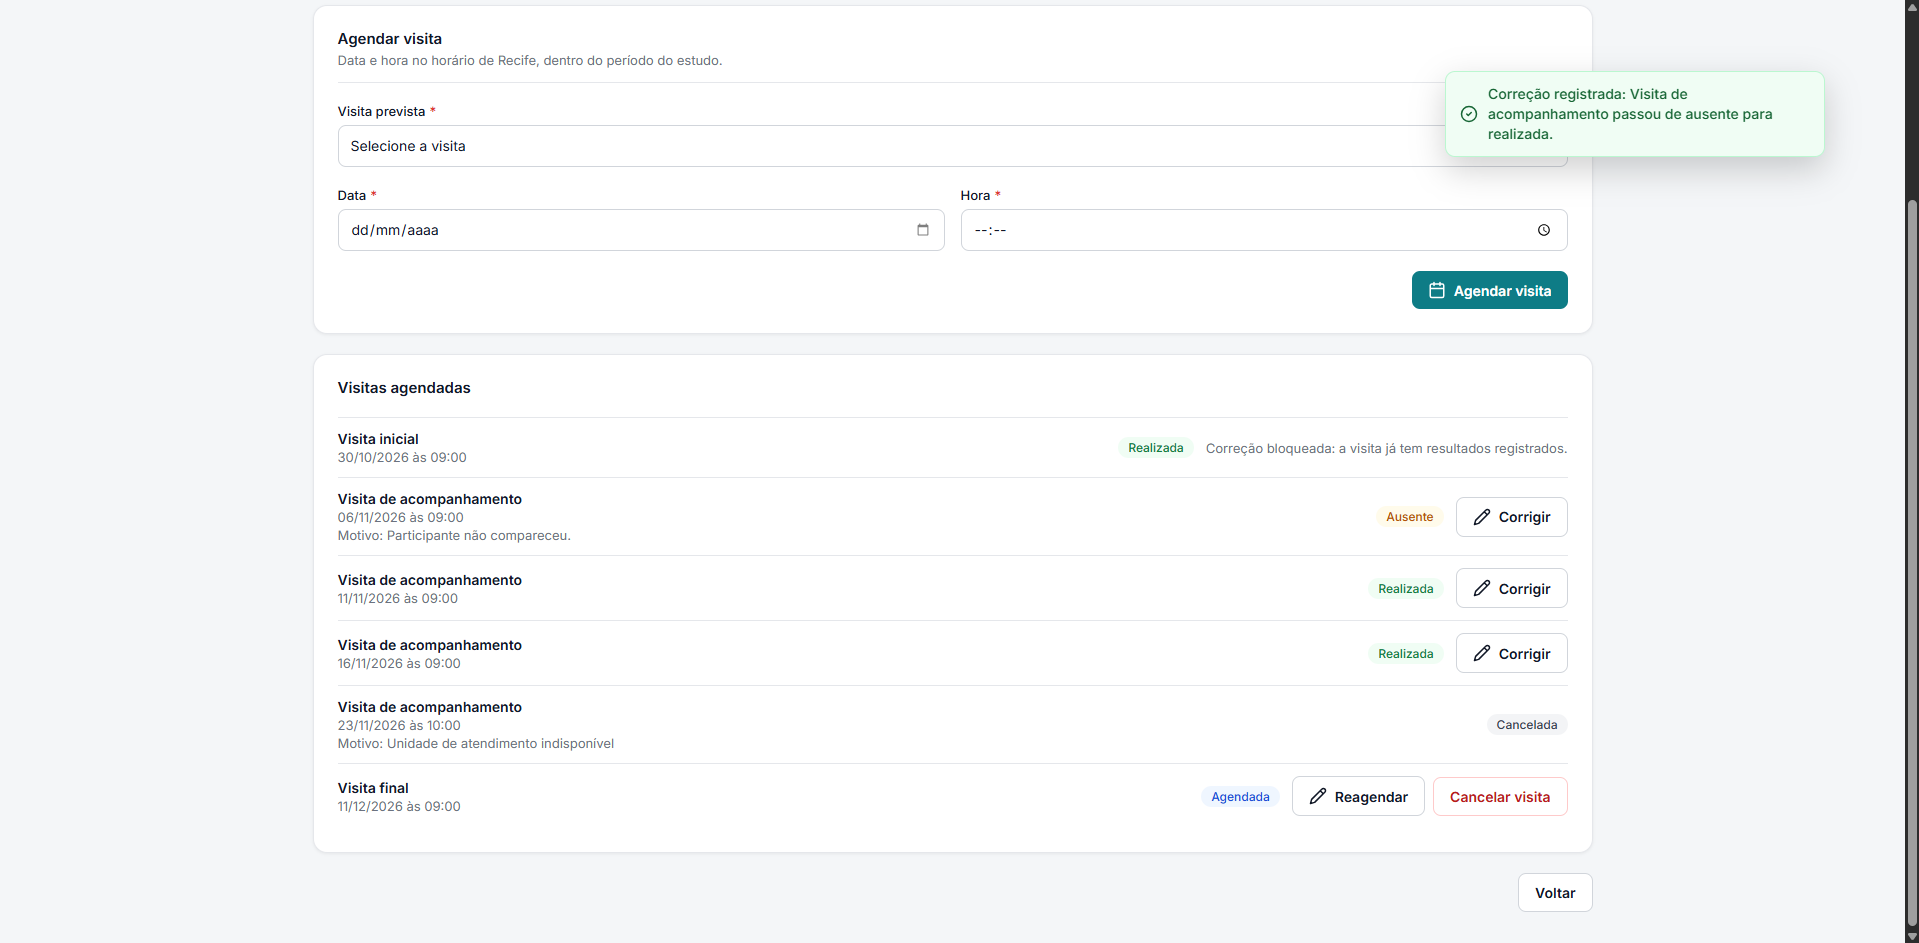 Agendar visita
Data e hora no horário de Recife, dentro do período do estudo.
Correção registrada: Visita de
acompanhamento passou de ausente para
realizada.
Visita prevista *
Selecione a visita
Data *
Hora *
dd/mm/aaaa
--:--
Agendar visita
Visitas agendadas
Visita inicial
30/10/2026 às 09:00
Realizada
Correção bloqueada: a visita já tem resultados registrados.
Visita de acompanhamento
06/11/2026 às 09:00
Motivo: Participante não compareceu.
Ausente
Corrigir
Visita de acompanhamento
11/11/2026 às 09:00
Realizada
Corrigir
Visita de acompanhamento
16/11/2026 às 09:00
Realizada
Corrigir
Visita de acompanhamento
23/11/2026 às 10:00
Motivo: Unidade de atendimento indisponível
Cancelada
Visita final
11/12/2026 às 09:00
Agendada
Reagendar
Cancelar visita
Voltar